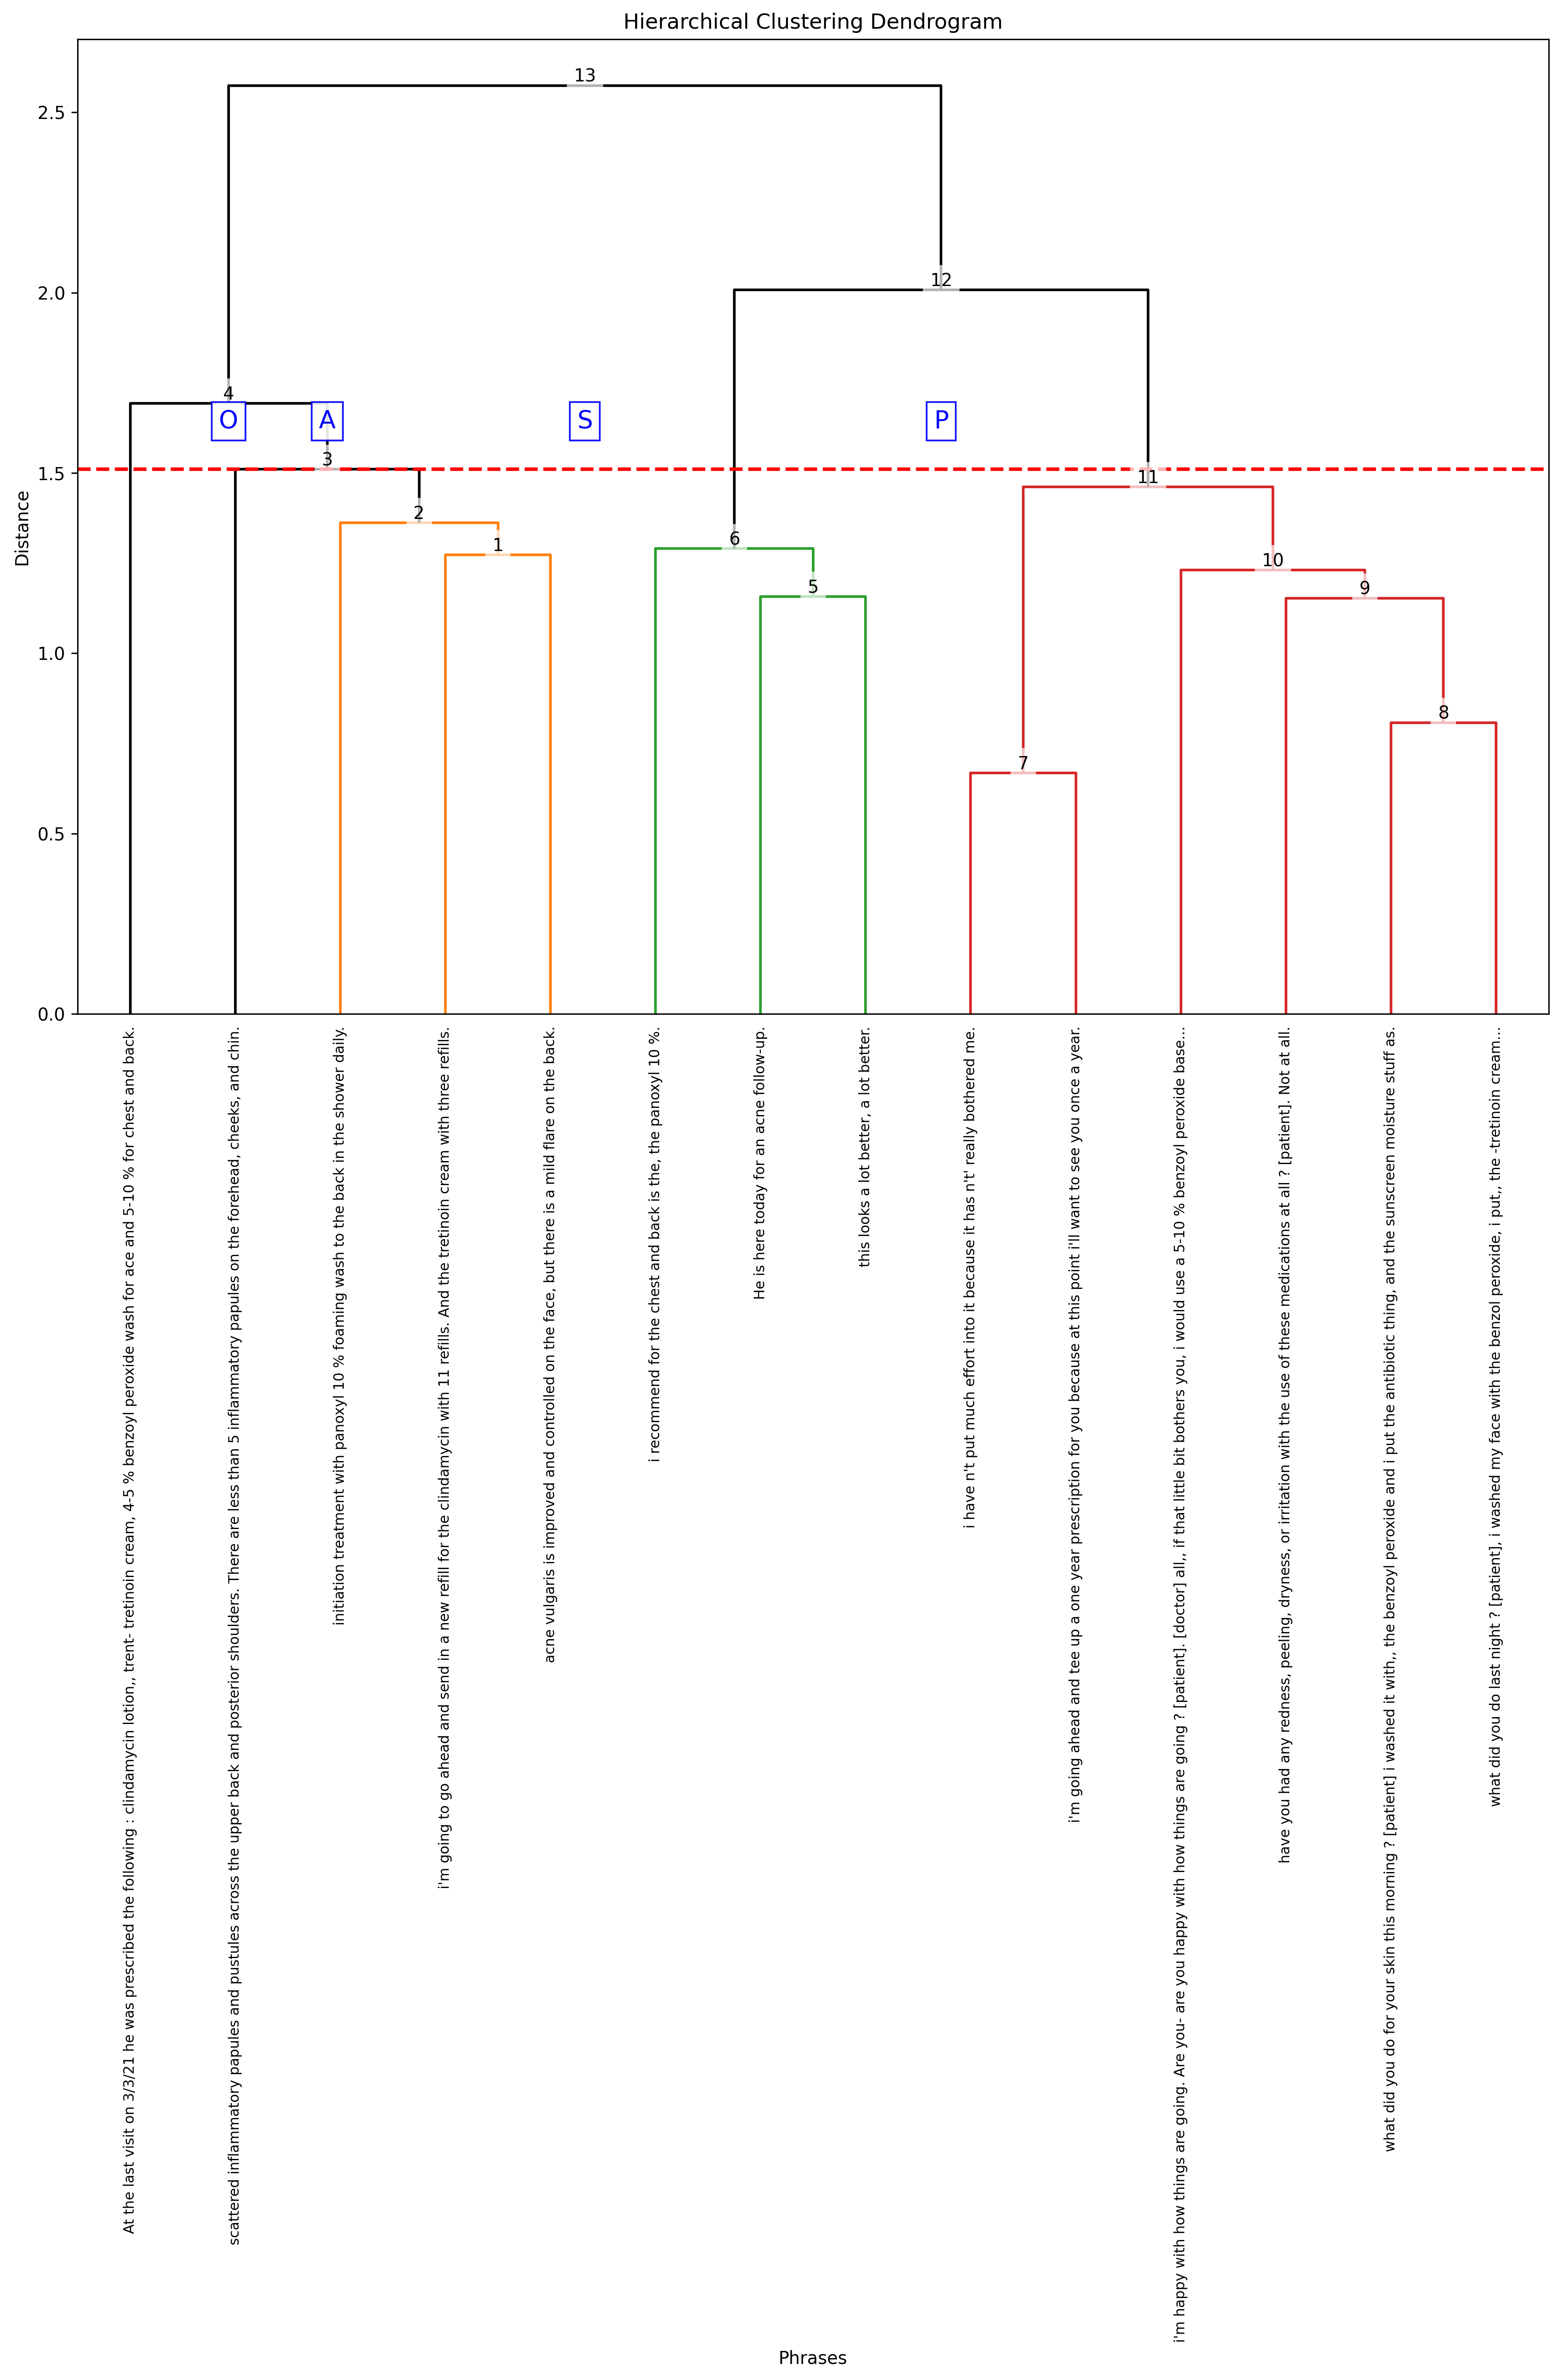 Hierarchical Clustering Dendrogram
13
2.5
12
2.0
4
O
A
S
P
3
1.5
11
2
1
6
10
5
9
1.0
8
7
0.5
0.0
Distance
At the last visit on 3/3/21 he was prescribed the following : clindamycin lotion,, trent- tretinoin cream, 4-5 % benzoyl peroxide wash for ace and 5-10 % for chest and back.
scattered inflammatory papules and pustules across the upper back and posterior shoulders. There are less than 5 inflammatory papules on the forehead, cheeks, and chin.
initiation treatment with panoxyl 10 % foaming wash to the back in the shower daily.
i'm going to go ahead and send in a new refill for the clindamycin with 11 refills. And the tretinoin cream with three refills.
acne vulgaris is improved and controlled on the face, but there is a mild flare on the back.
i recommend for the chest and back is the, the panoxyl 10 %.
He is here today for an acne follow-up.
this looks a lot better, a lot better.
i have n't put much effort into it because it has n't' really bothered me.
i'm going ahead and tee up a one year prescription for you because at this point i'll want to see you once a year.
i'm happy with how things are going. Are you- are you happy with how things are going ? [patient]. [doctor] all,, if that little bit bothers you, i would use a 5-10 % benzoyl peroxide base...
have you had any redness, peeling, dryness, or irritation with the use of these medications at all ? [patient]. Not at all.
what did you do for your skin this morning ? [patient] i washed it with,, the benzoyl peroxide and i put the antibiotic thing, and the sunscreen moisture stuff as.
what did you do last night ? [patient], i washed my face with the benzol peroxide, i put,, the -tretinoin cream...
Phrases